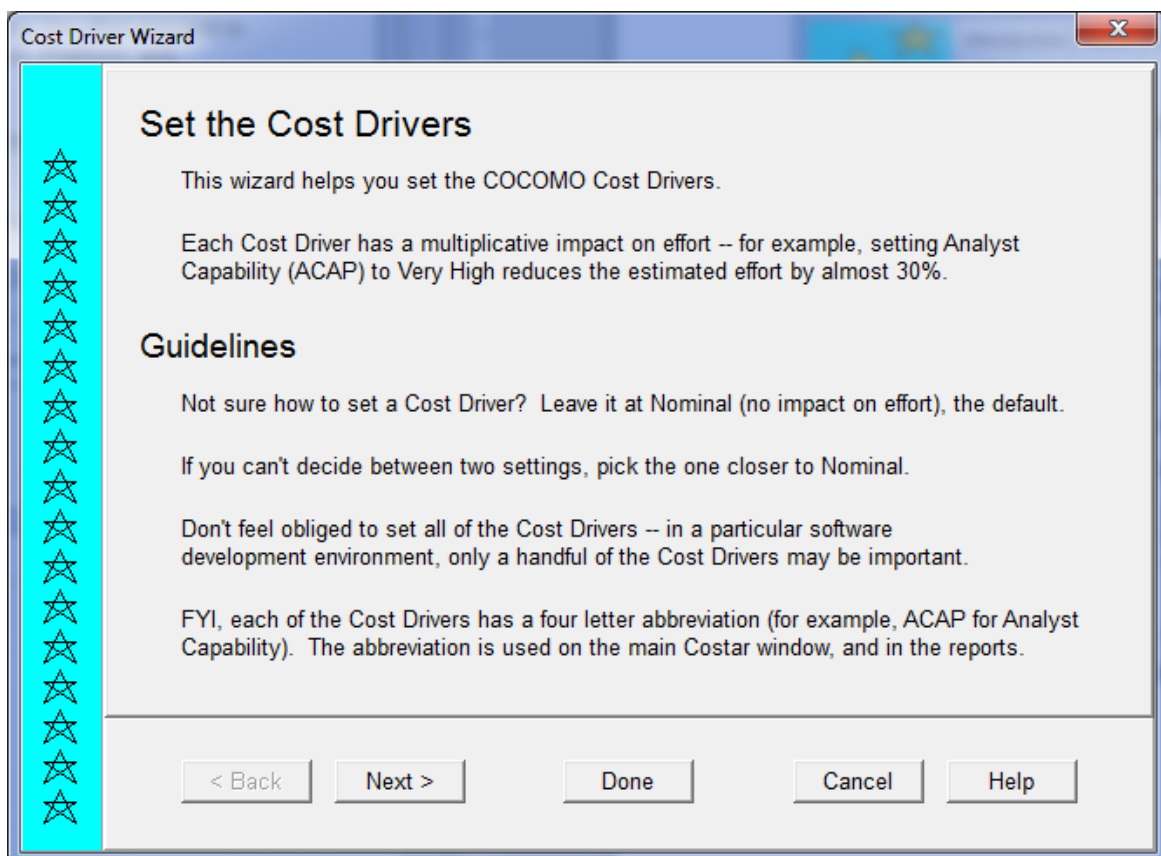 Cost Driver Wizard
Set the Cost Drivers
This wizard helps you set the COCOMO Cost Drivers.
Each Cost Driver has a multiplicative impact on effort -- for example, setting Analyst
Capability (ACAP) to Very High reduces the estimated effort by almost 30%.
Guidelines
Not sure how to set a Cost Driver?  Leave it at Nominal (no impact on effort), the default.
If you can't decide between two settings, pick the one closer to Nominal.
Don't feel obliged to set all of the Cost Drivers -- in a particular software
development environment, only a handful of the Cost Drivers may be important.
FYI, each of the Cost Drivers has a four letter abbreviation (for example, ACAP for Analyst
Capability).  The abbreviation is used on the main Costar window, and in the reports.
< Back Next > Done Cancel Help